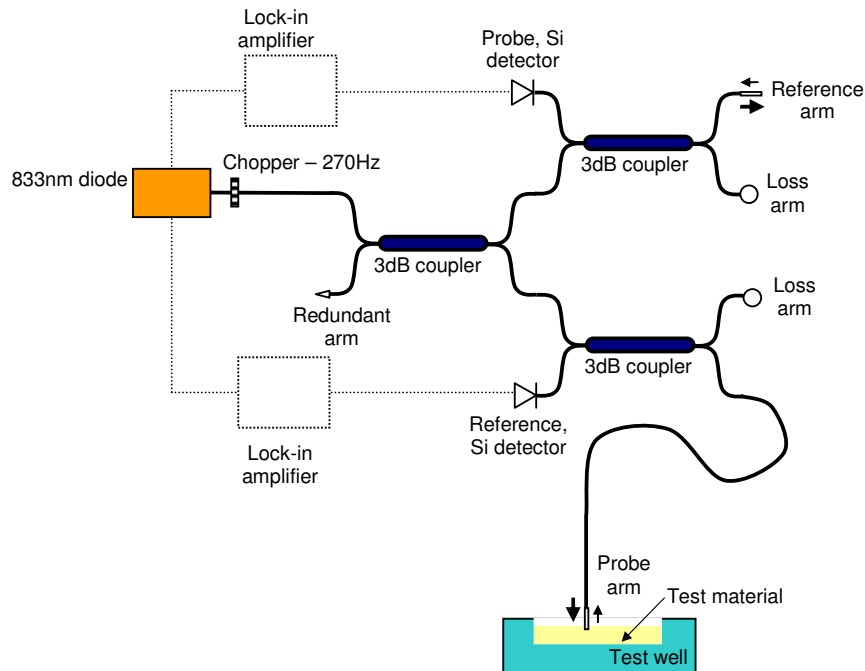 Lock-in
amplifier
Probe, Si
detector
Reference
arm
Chopper – 270Hz
833nm diode
3dB coupler
Loss
arm
3dB coupler
Redundant
arm
Loss
arm
3dB coupler
Reference,
Si detector
Lock-in
amplifier
Probe
arm
Test material
Test well